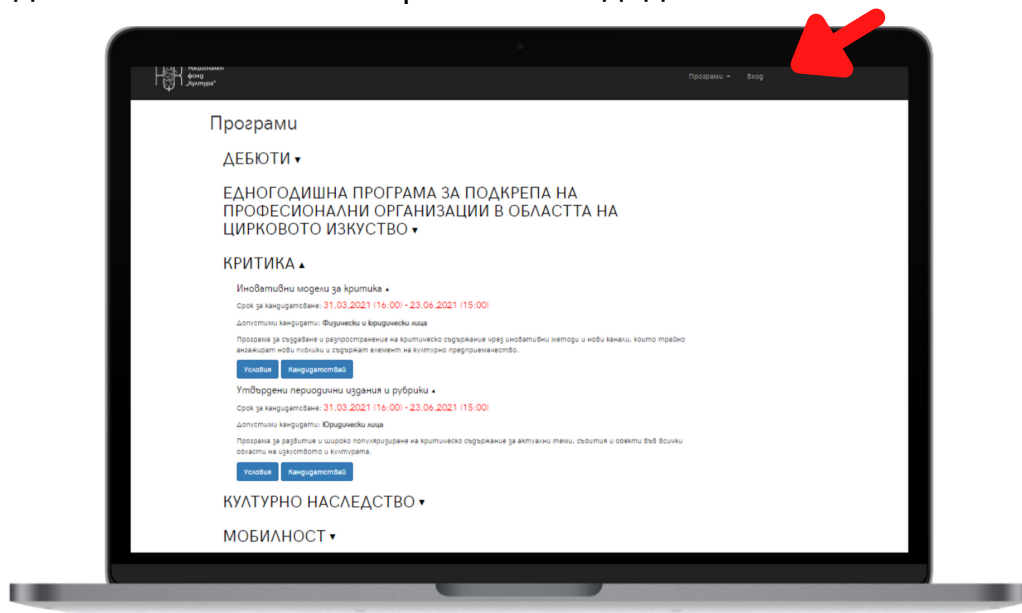 Национален
фонд
„Култура"
Програми Вход
Програми
ДЕБЮТИ
ЕДНОГОДИШНА ПРОГРАМА ЗА ПОДКРЕПА НА
ПРОФЕСИОНАЛНИ ОРГАНИЗАЦИИ В ОБЛАСТТА НА
ЦИРКОВОТО ИЗКУСТВО
КРИТИКА
Иновативни модели за критика
Срок за кандидатстване: 31.03.2021 (16:00) - 23.06.2021 (15:00)
Допустими кандидати: Физически и юридически лица
Програма за създаване и разпространение на критическо съдържание чрез иновативни методи и нови канали, които трайно
ангажират нови публики и съдържат елемент на културно предприемачество.
Условия Кандидатствай
Утвърдени периодични издания и рубрики
Срок за кандидатстване: 31.03.2021 (16:00) - 23.06.2021 (15:00)
Допустими кандидати: Юридически лица
Програма за развитие и широко популяризиране на критическо съдържание за актуални теми, събития и обекти във всички
области на изкуството и културата.
Условия Кандидатствай
КУЛТУРНО НАСЛЕДСТВО
МОБИЛНОСТ